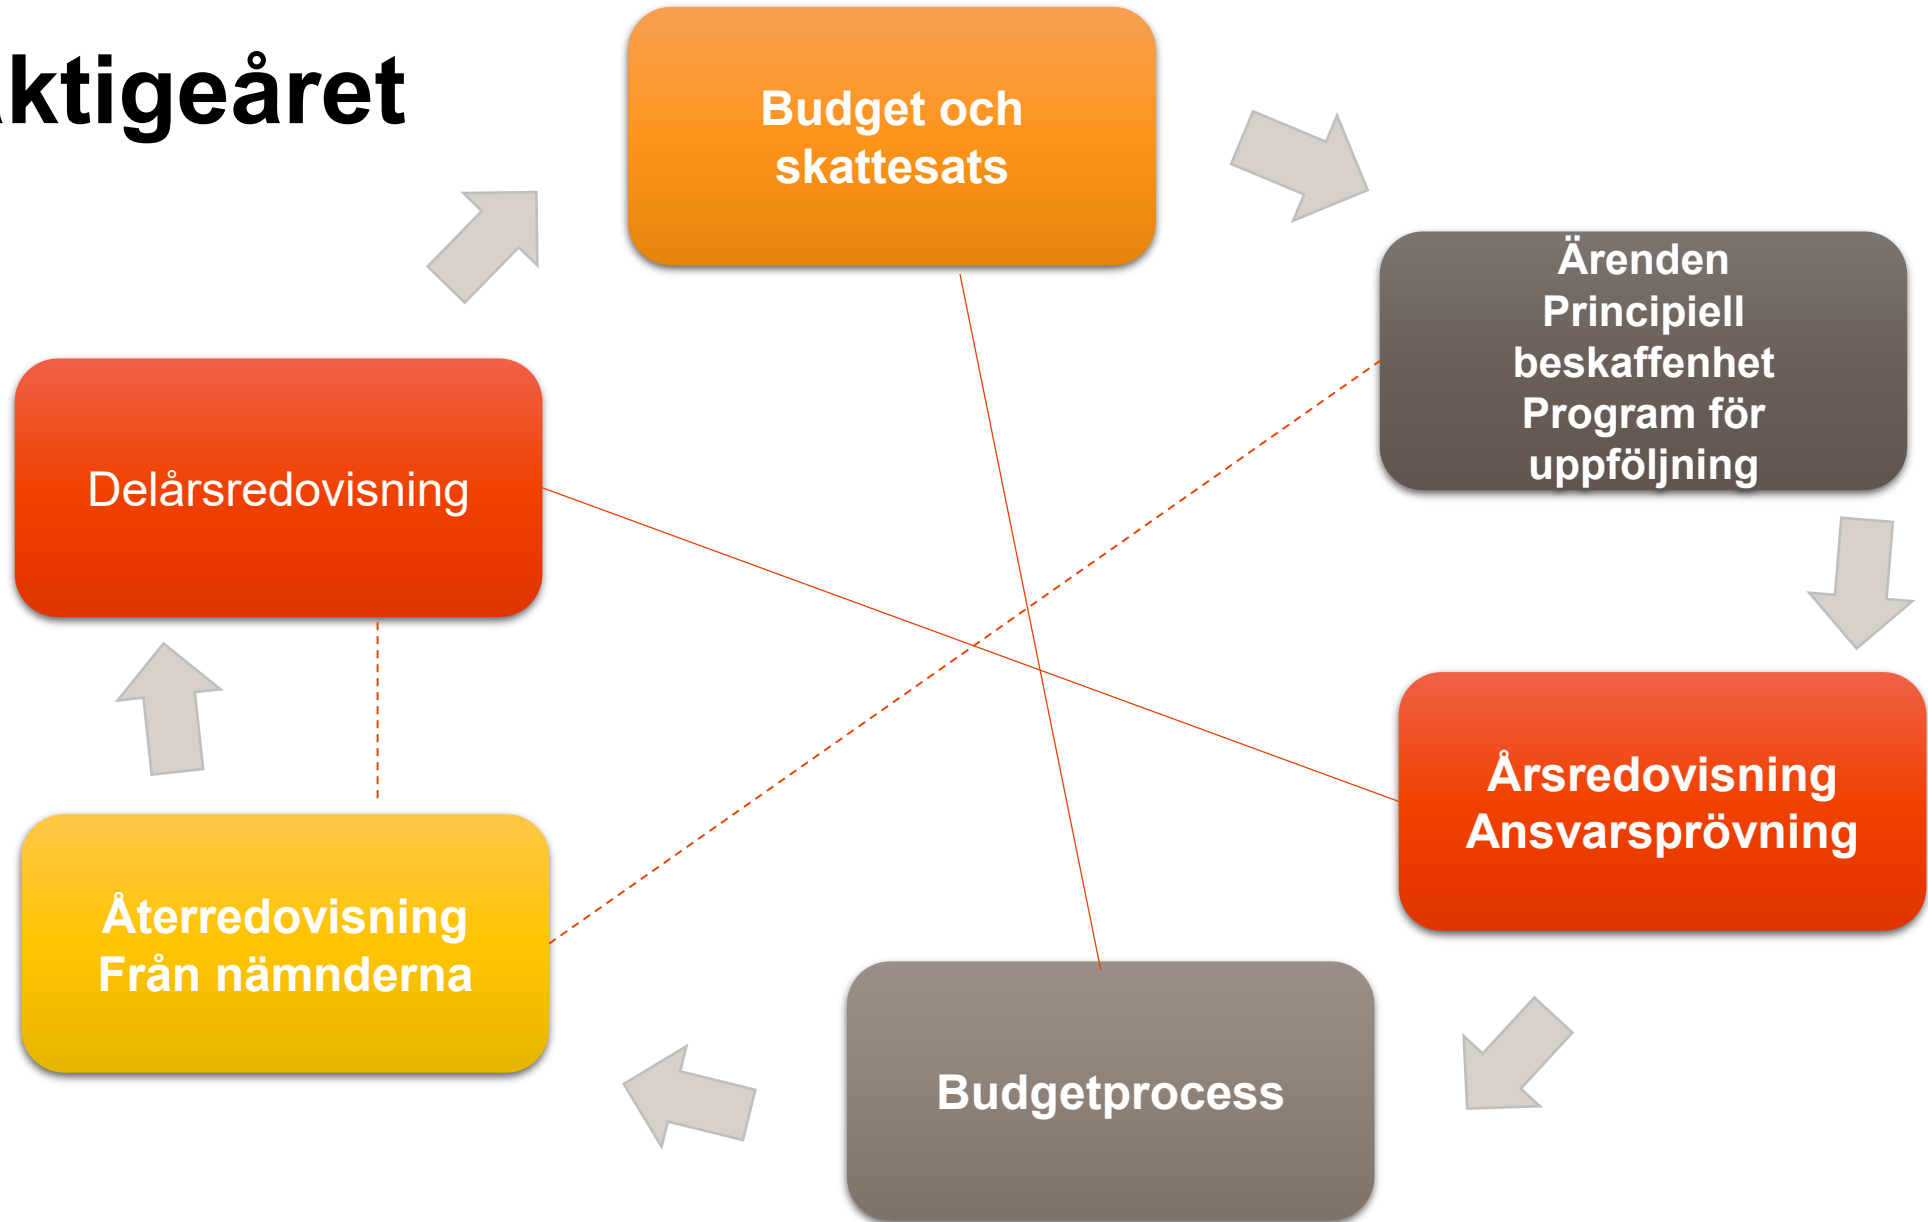 ktigeåret
Budget och
skattesats
Ärenden
Principiell
beskaffenhet
Program för
uppföljning
Delårsredovisning
Årsredovisning
Ansvarsprövning
Återredovisning
Från nämnderna
Budgetprocess